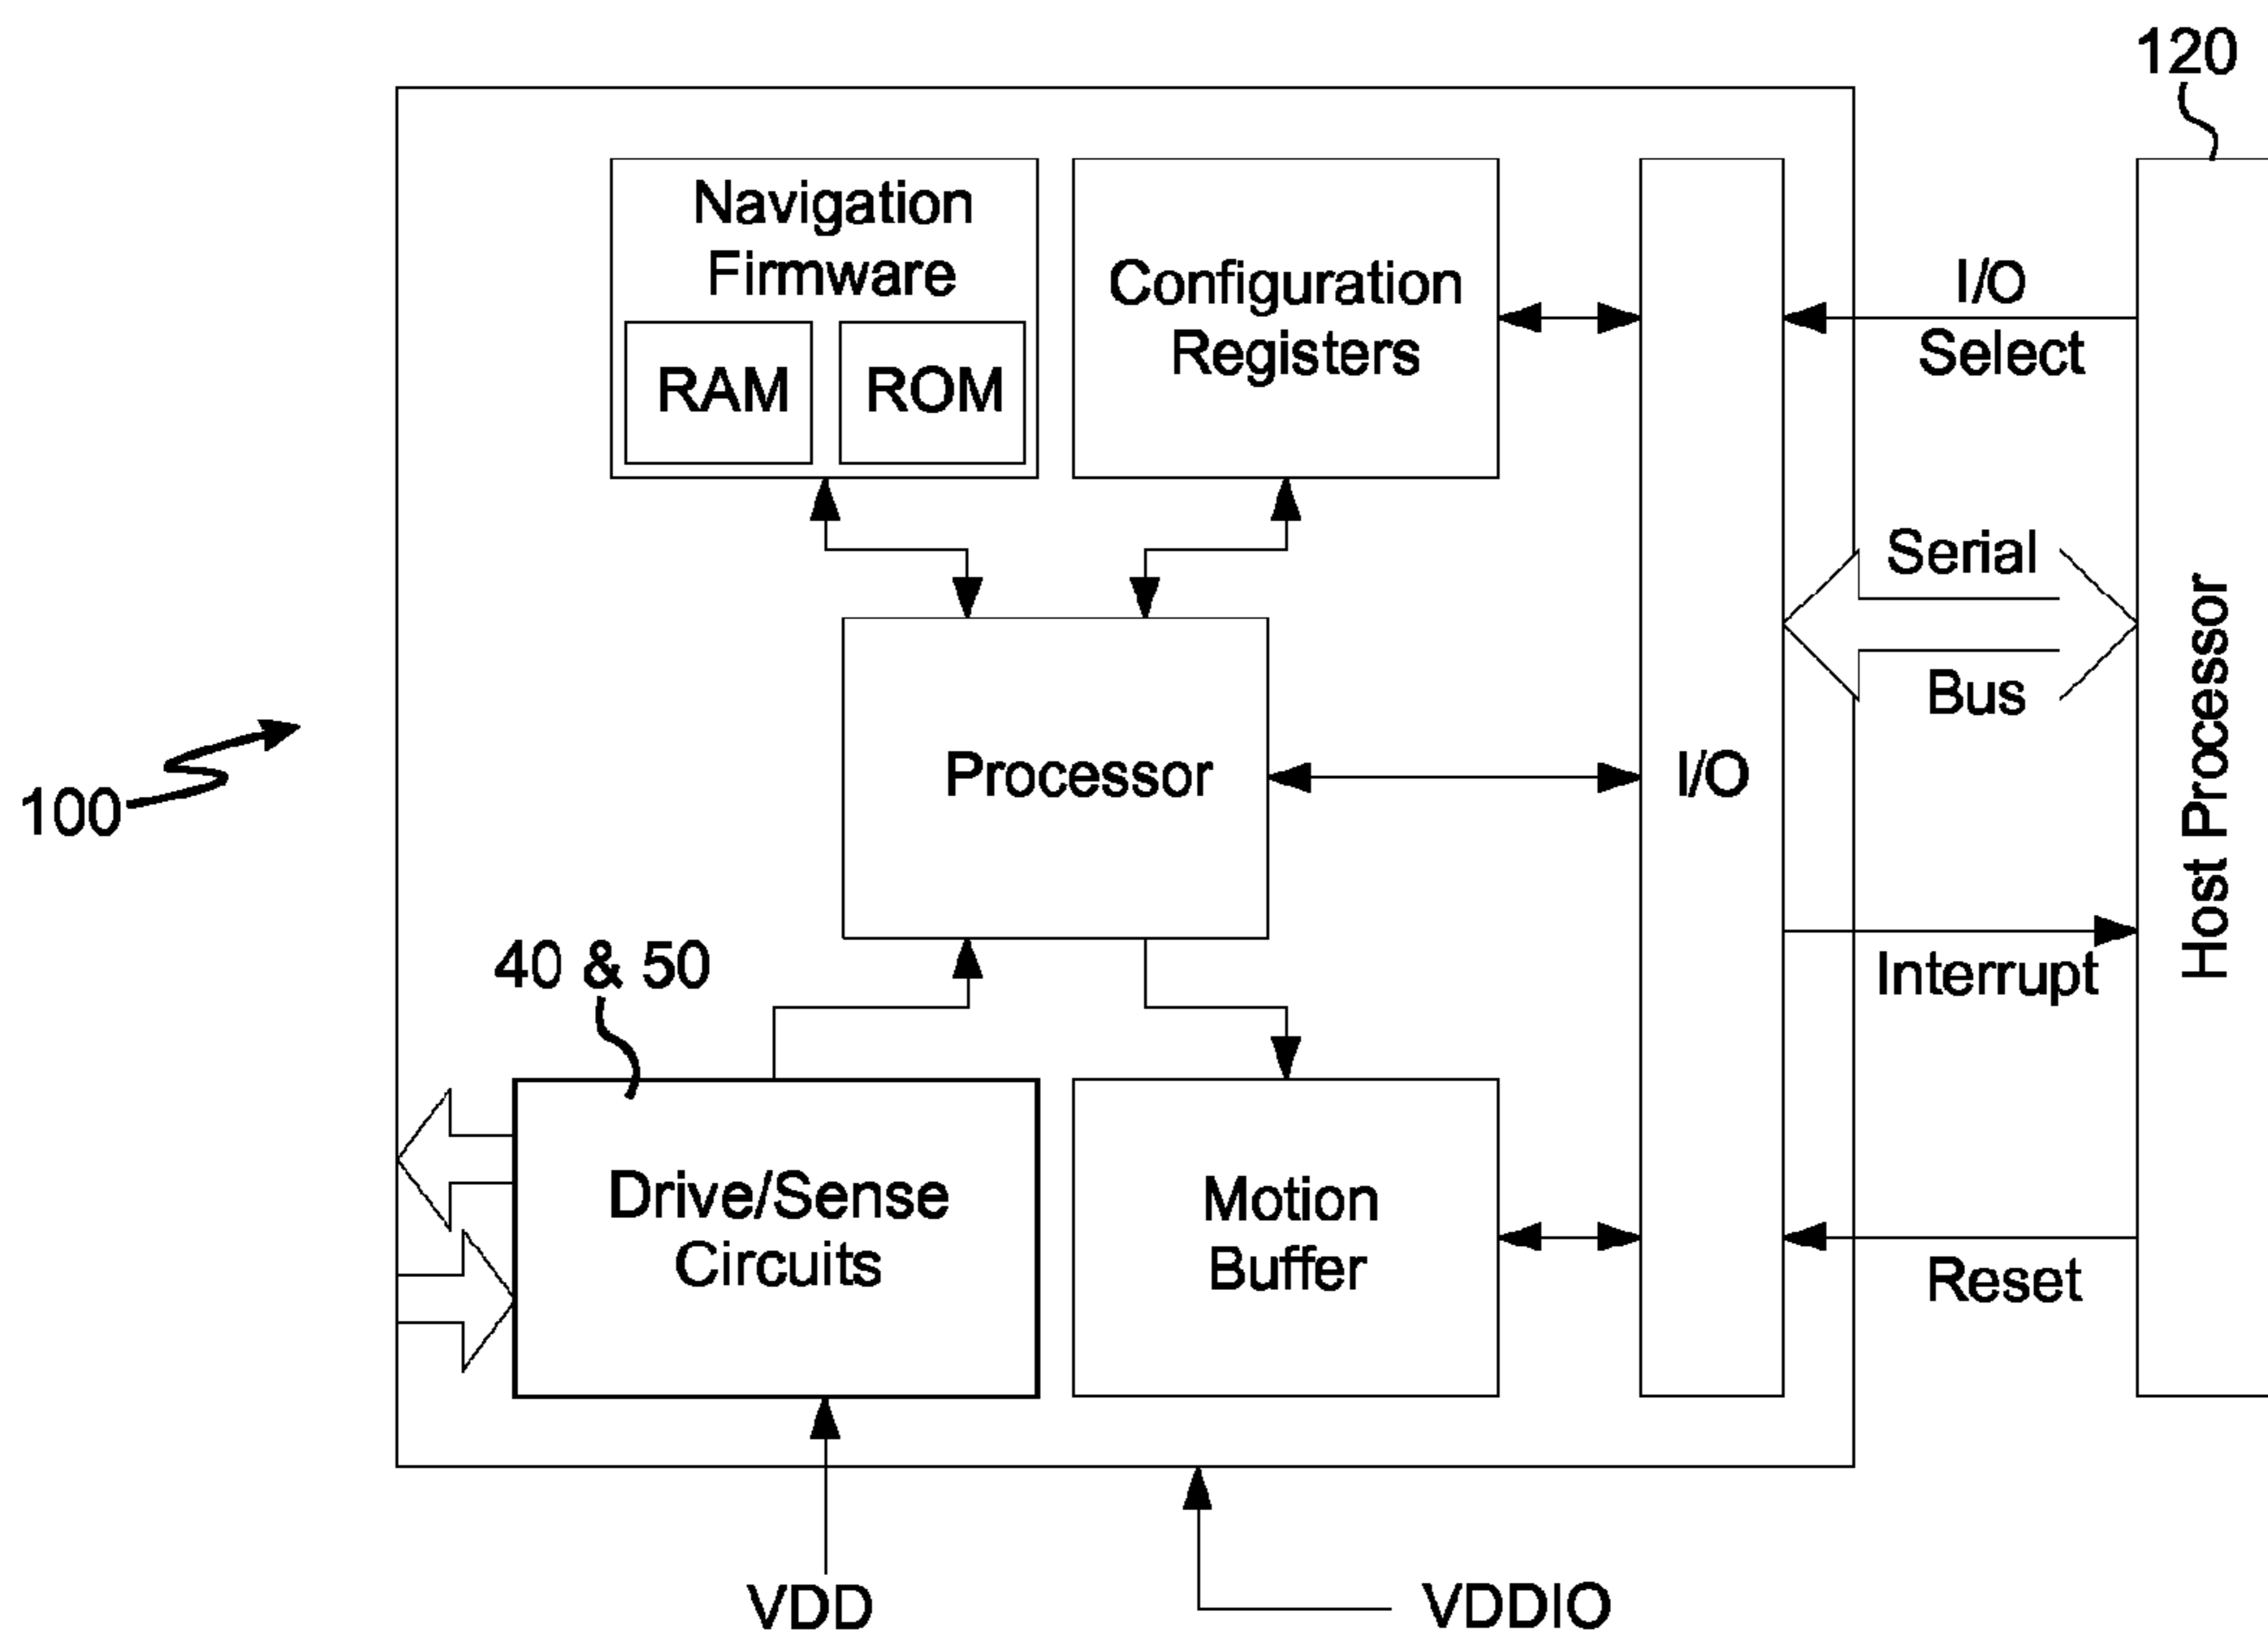 120
Navigation
Firmware
RAM
ROM
Configuration
Registers
I/O
Select
Serial
Bus
Host Processor
Processor
I/O
100
40 & 50
Interrupt
Drive/Sense
Circuits
Motion
Buffer
Reset
VDD
VDDIO